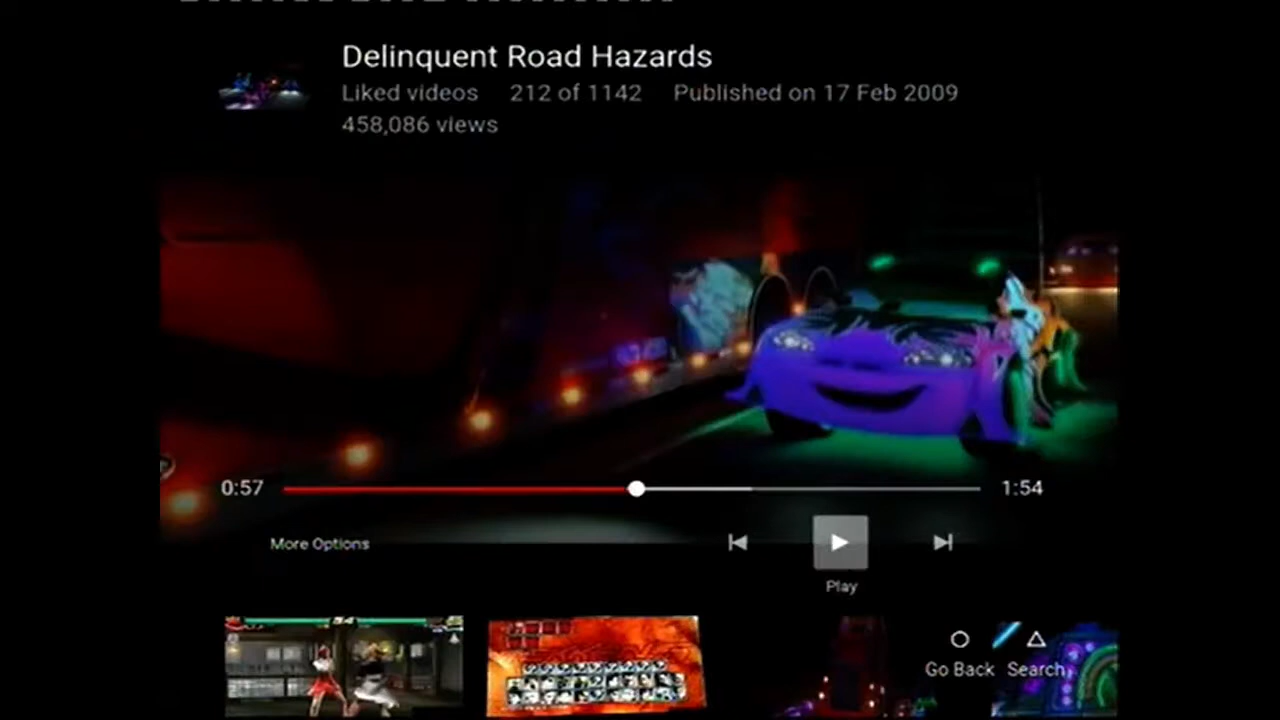 Delinquent Road Hazards
Liked videos 212 of 1142 Published on 17 Feb 2009
458,086 views
0:57 1:54
More Options
Play
Go Back Search